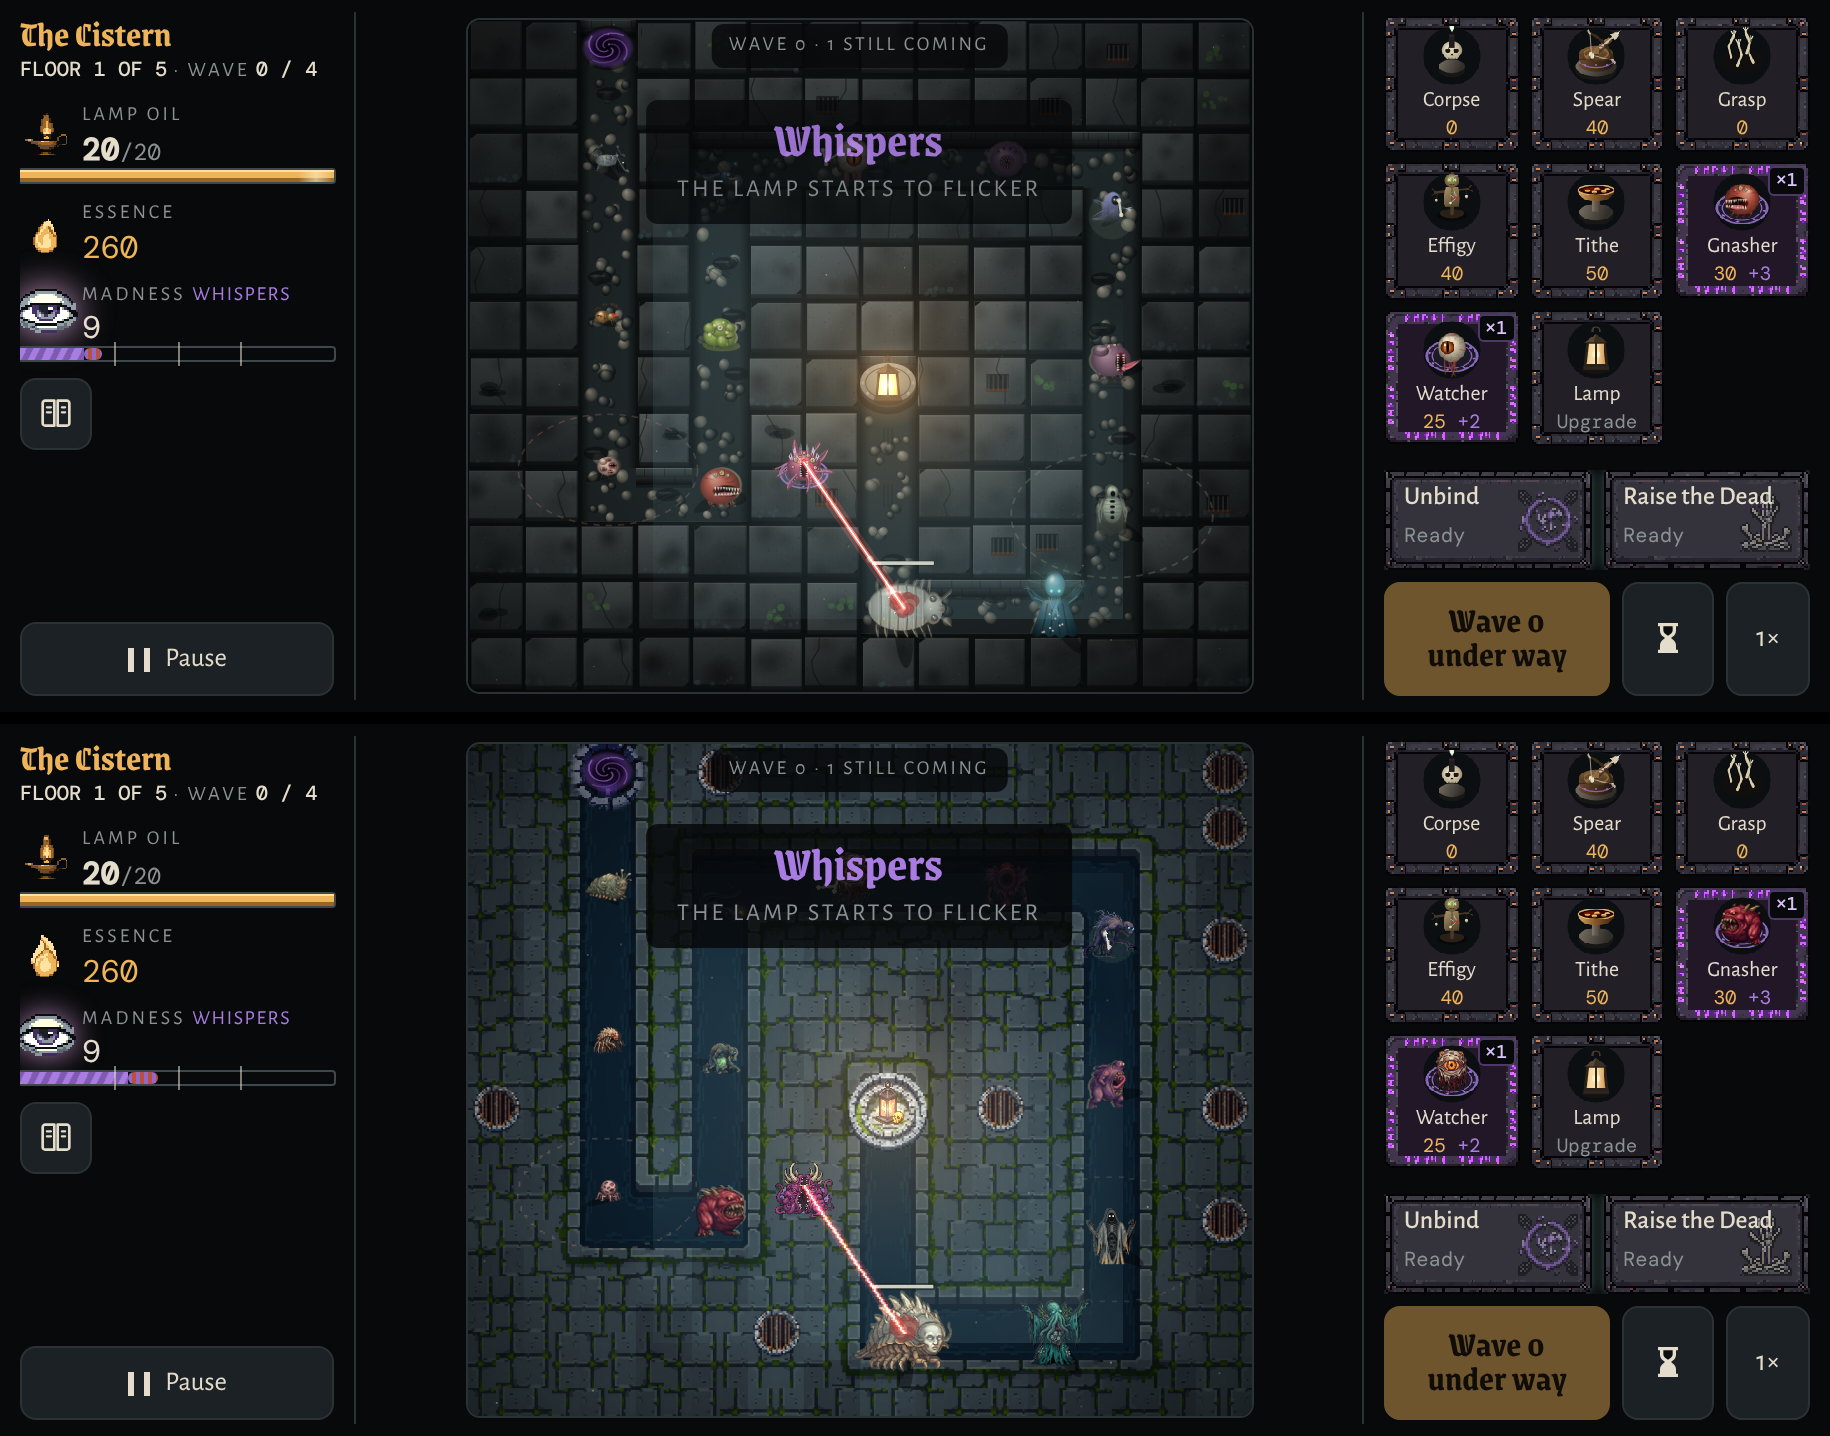 The Cistern
FLOOR 1 OF 5 · WAVE 0 / 4
LAMP OIL
20/20
ESSENCE
260
MADNESS WHISPERS
9
Pause
WAVE 0 · 1 STILL COMING
Whispers
THE LAMP STARTS TO FLICKER
Corpse
0
Spear
40
Grasp
0
Effigy
40
Tithe
50
×1
Gnasher
30 +3
×1
Watcher
25 +2
Lamp
Upgrade
Unbind
Ready
Raise the Dead
Ready
Wave 0
under way
1×
The Cistern
FLOOR 1 OF 5 · WAVE 0 / 4
LAMP OIL
20/20
ESSENCE
260
MADNESS WHISPERS
9
Pause
WAVE 0 · 1 STILL COMING
Whispers
THE LAMP STARTS TO FLICKER
Corpse
0
Spear
40
Grasp
0
Effigy
40
Tithe
50
×1
Gnasher
30 +3
×1
Watcher
25 +2
Lamp
Upgrade
Unbind
Ready
Raise the Dead
Ready
Wave 0
under way
1×